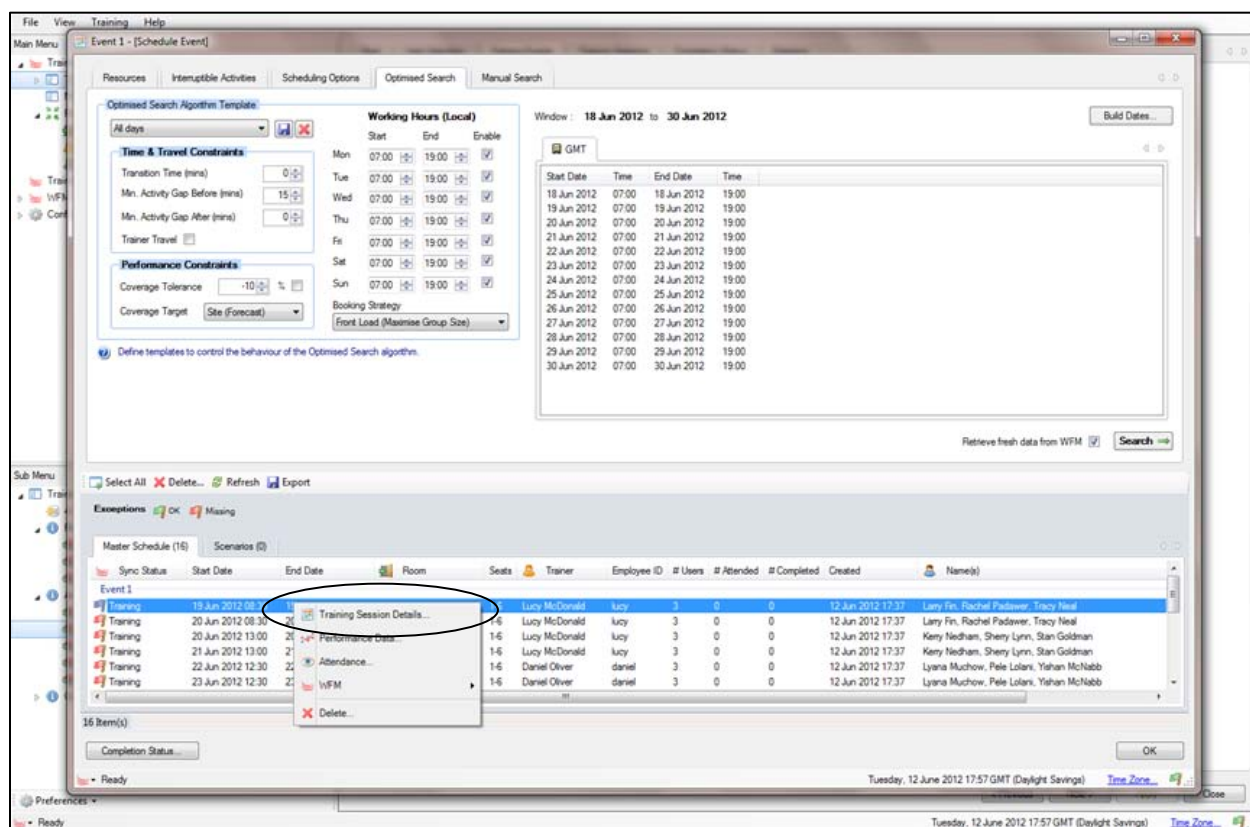 File View Training Help
Main Menu
Event 1 - [Schedule Event]
Resources Interruptible Activities Scheduling Options Optimised Search Manual Search
Optimised Search Algorithm Template
All days
Time & Travel Constraints
Transition Time (mins) 0
Min. Activity Gap Before (mins) 15
Min. Activity Gap After (mins) 0
Trainer Travel
Performance Constraints
Coverage Tolerance -10 %
Coverage Target Site (Forecast)
Working Hours (Local)
Start End Enable
Mon 07:00 19:00
Tue 07:00 19:00
Wed 07:00 19:00
Thu 07:00 19:00
Fri 07:00 19:00
Sat 07:00 19:00
Sun 07:00 19:00
Booking Strategy
Front Load (Maximise Group Size)
Define templates to control the behaviour of the Optimised Search algorithm.
Window : 18 Jun 2012 to 30 Jun 2012
Build Dates...
GMT
Start Date Time End Date Time
18 Jun 2012 07:00 18 Jun 2012 19:00
19 Jun 2012 07:00 19 Jun 2012 19:00
20 Jun 2012 07:00 20 Jun 2012 19:00
21 Jun 2012 07:00 21 Jun 2012 19:00
22 Jun 2012 07:00 22 Jun 2012 19:00
23 Jun 2012 07:00 23 Jun 2012 19:00
24 Jun 2012 07:00 24 Jun 2012 19:00
25 Jun 2012 07:00 25 Jun 2012 19:00
26 Jun 2012 07:00 26 Jun 2012 19:00
27 Jun 2012 07:00 27 Jun 2012 19:00
28 Jun 2012 07:00 28 Jun 2012 19:00
29 Jun 2012 07:00 29 Jun 2012 19:00
30 Jun 2012 07:00 30 Jun 2012 19:00
Retrieve fresh data from WFM Search
Sub Menu
Select All Delete... Refresh Export
Exceptions OK Missing
Master Schedule (16) Scenarios (0)
Sync Status Start Date End Date Room Seats Trainer Employee ID # Users # Attended # Completed Created Name(s)
Event 1
Training 19 Jun 2012 08:30 Lucy McDonald lucy 3 0 0 12 Jun 2012 17:37 Larry Fin, Rachel Padawer, Tracy Neal
Training 20 Jun 2012 08:30 1-6 Lucy McDonald lucy 3 0 0 12 Jun 2012 17:37 Larry Fin, Rachel Padawer, Tracy Neal
Training 20 Jun 2012 13:00 1-6 Lucy McDonald lucy 3 0 0 12 Jun 2012 17:37 Kerry Nedham, Sherry Lynn, Stan Goldman
Training 21 Jun 2012 13:00 1-6 Lucy McDonald lucy 3 0 0 12 Jun 2012 17:37 Kerry Nedham, Sherry Lynn, Stan Goldman
Training 22 Jun 2012 12:30 1-6 Daniel Oliver daniel 3 0 0 12 Jun 2012 17:37 Lyana Muchow, Pele Lolani, Yishan McNabb
Training 23 Jun 2012 12:30 1-6 Daniel Oliver daniel 3 0 0 12 Jun 2012 17:37 Lyana Muchow, Pele Lolani, Yishan McNabb
Training Session Details...
Performance Data...
Attendance...
WFM
Delete...
16 Item(s)
Completion Status... OK
Ready Tuesday, 12 June 2012 17:57 GMT (Daylight Savings) Time Zone...
Preferences Close
Ready Tuesday, 12 June 2012 17:57 GMT (Daylight Savings) Time Zone...